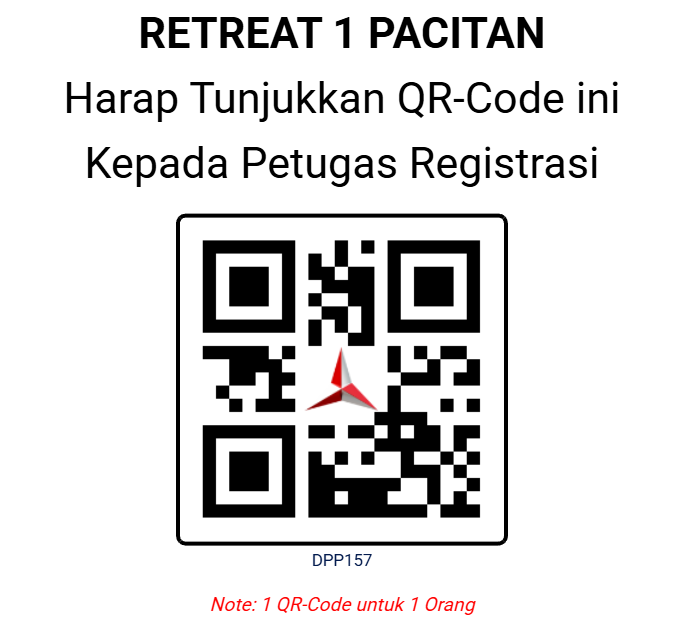 RETREAT 1 PACITAN
Harap Tunjukkan QR-Code ini
Kepada Petugas Registrasi
DPP157
Note: 1 QR-Code untuk 1 Orang